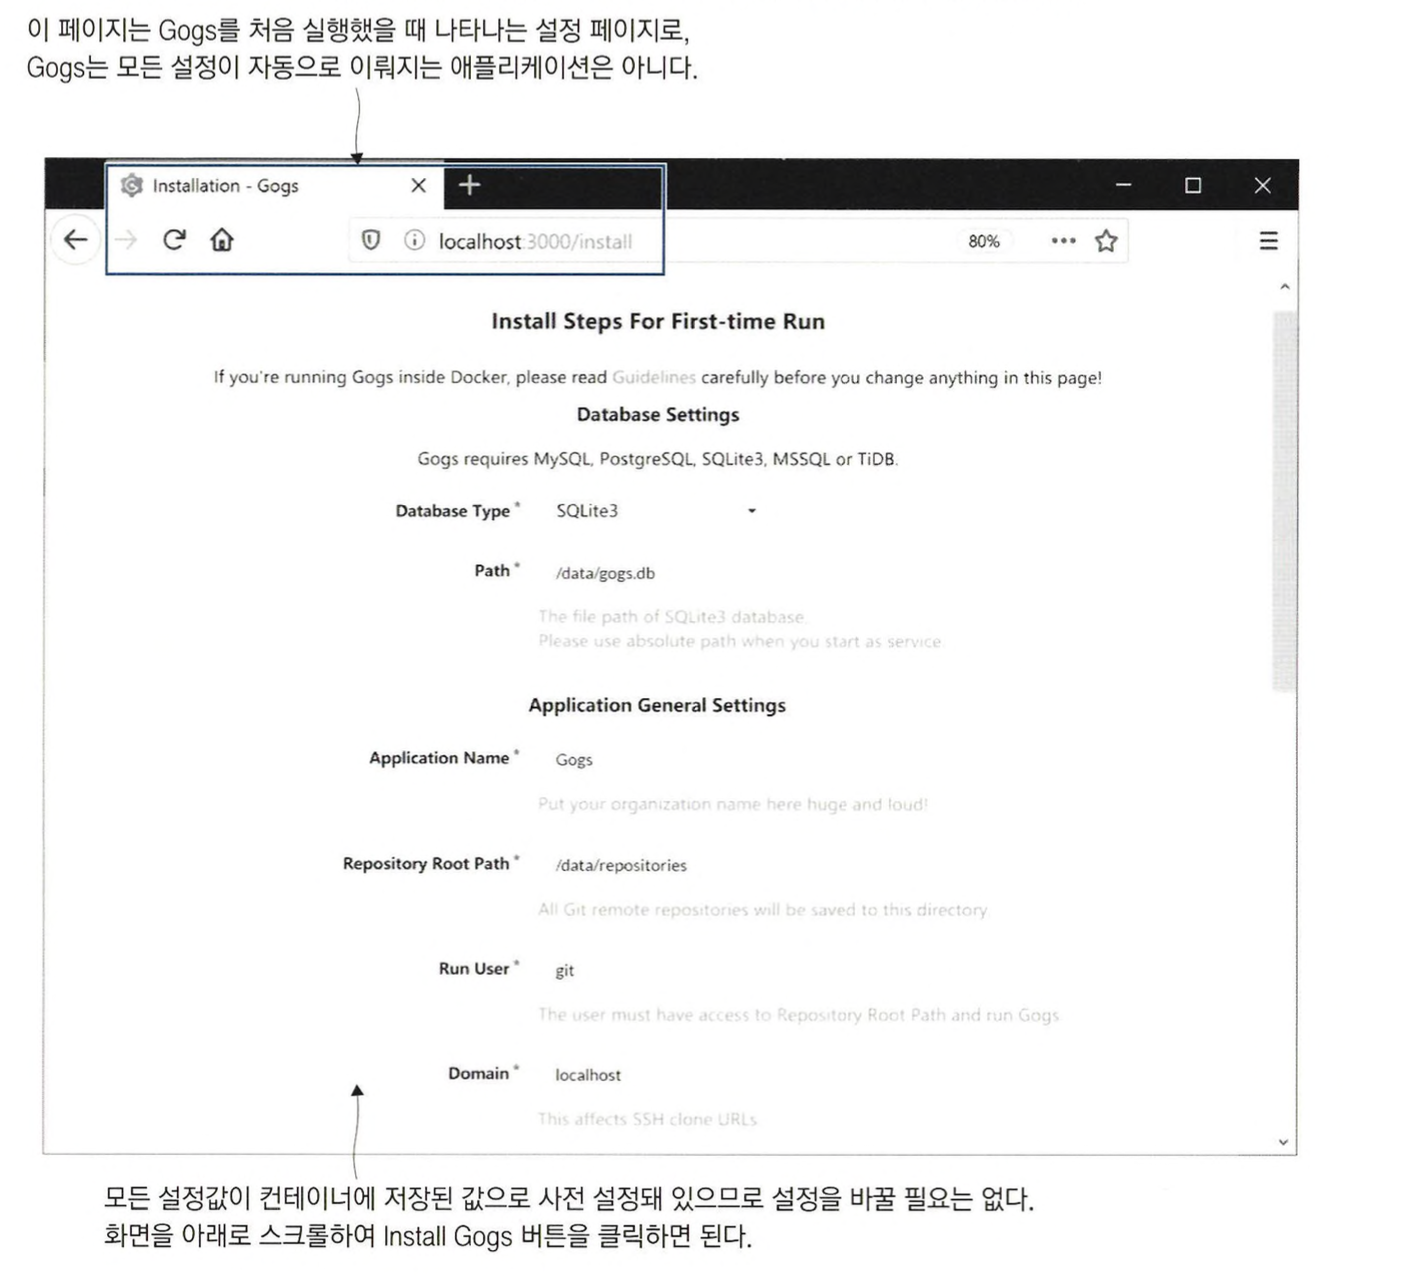 이 페이지는 Gogs를 처음 실행했을 때 나타나는 설정 페이지로,
Gogs는 모든 설정이 자동으로 이뤄지는 애플리케이션은 아니다.
Installation - Gogs
localhost:3000/install
80%
Install Steps For First-time Run
If you're running Gogs inside Docker, please read Guidelines carefully before you change anything in this page!
Database Settings
Gogs requires MySQL, PostgreSQL, SQLite3, MSSQL or TiDB.
Database Type * SQLite3
Path * /data/gogs.db
The file path of SQLite3 database.
Please use absolute path when you start as service
Application General Settings
Application Name * Gogs
Put your organization name here huge and loud!
Repository Root Path * /data/repositories
All Git remote repositories will be saved to this directory
Run User * git
The user must have access to Repository Root Path and run Gogs
Domain * localhost
This affects SSH clone URLs
모든 설정값이 컨테이너에 저장된 값으로 사전 설정돼 있으므로 설정을 바꿀 필요는 없다.
화면을 아래로 스크롤하여 Install Gogs 버튼을 클릭하면 된다.